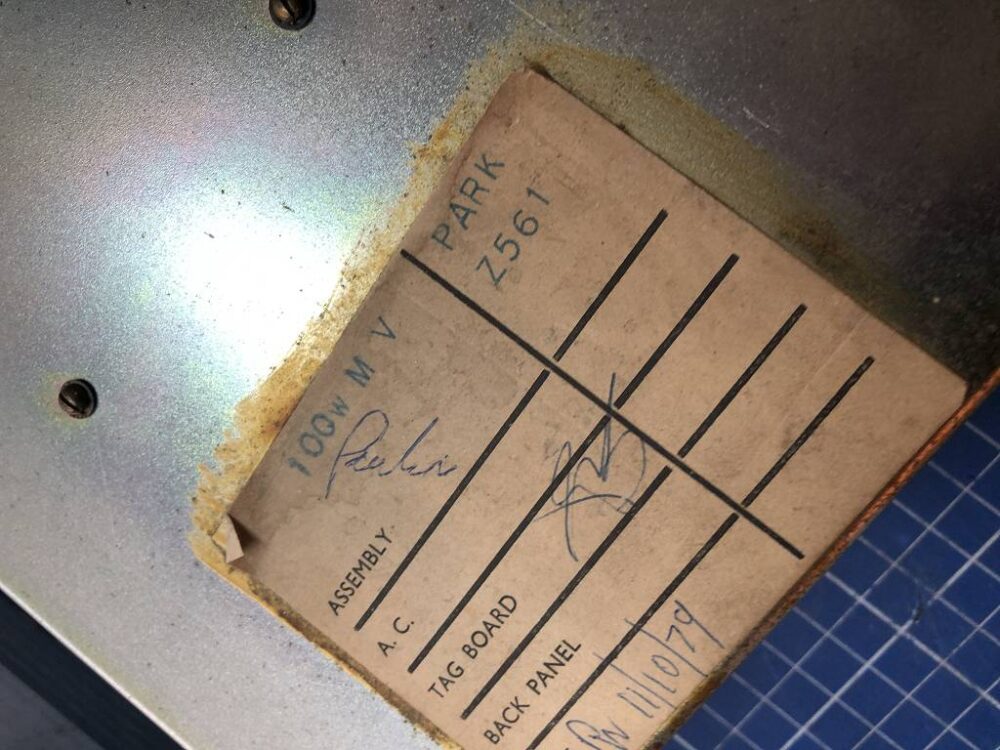 100w M V PARK
Z561
ASSEMBLY
A. C.
TAG BOARD
BACK PANEL
11/10/79